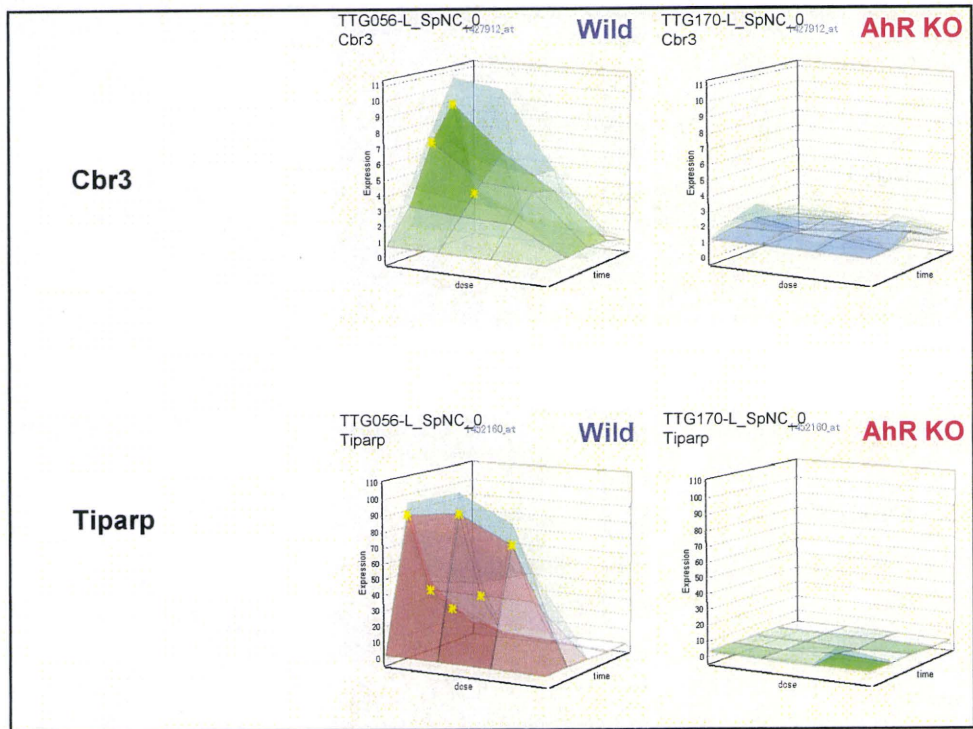 TTG056-L_SpNC_0
1427912_at
Cbr3
Wild
11
10
9
8
7
6
5
4
3
2
1
0
Expression
dose
time
TTG170-L_SpNC_0
1427912_at
Cbr3
AhR KO
11
10
9
8
7
6
5
4
3
2
1
0
Expression
dose
time
Cbr3
TTG056-L_SpNC_0
1452160_at
Tiparp
Wild
110
100
90
80
70
60
50
40
30
20
10
0
Expression
dose
time
TTG170-L_SpNC_0
1452160_at
Tiparp
AhR KO
110
100
90
80
70
60
50
40
30
20
10
0
Expression
dose
time
Tiparp